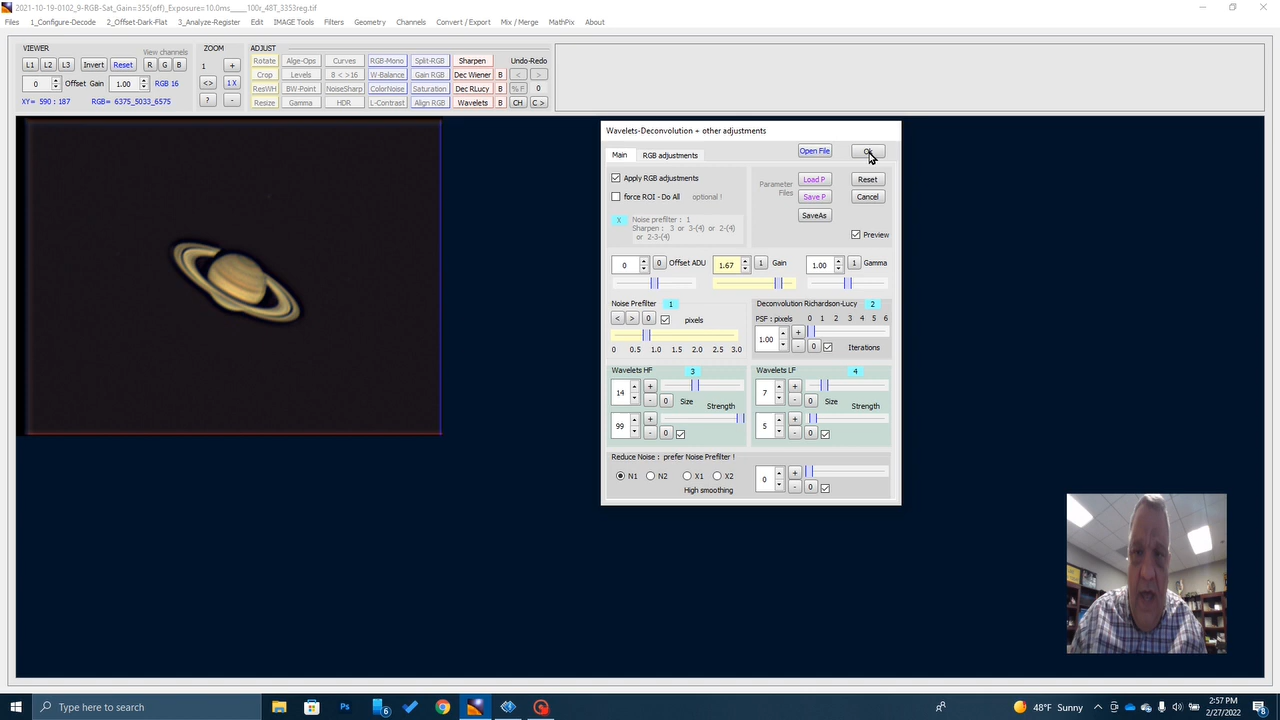 2021-10-19-0102_9-RGB-Sat_Gain=355(off)_Exposure=10.0ms____100r_48T_3353reg.tif
Files 1_Configure-Decode 2_Offset-Dark-Flat 3_Analyze-Register Edit IMAGE Tools Filters Geometry Channels Convert / Export Mix / Merge MathPix About
VIEWER View channels
L1 L2 L3 Invert Reset R G B
0 Offset Gain 1.00 RGB 16
XY= 590 : 187 RGB= 6375_5033_6575
ZOOM
1 +
<> 1 X
? -
ADJUST
Rotate Alge-Ops Curves RGB-Mono Split-RGB Sharpen Undo-Redo
Crop Levels 8 < >16 W-Balance Gain RGB Dec Wiener B < >
ResWH BW-Point NoiseSharp ColorNoise Saturation Dec RLucy B % F 0
Resize Gamma HDR L-Contrast Align RGB Wavelets B CH C >
Wavelets-Deconvolution + other adjustments
Main RGB adjustments Open File Ok
Apply RGB adjustments
force ROI - Do All optional !
X Noise prefilter : 1
Sharpen : 3 or 3-(4) or 2-(4)
or 2-3-(4)
Parameter
Files
Load P Reset
Save P Cancel
SaveAs
Preview
0 0 Offset ADU 1.67 1 Gain 1.00 1 Gamma
Noise Prefilter 1
< > 0 pixels
0 0.5 1.0 1.5 2.0 2.5 3.0
Deconvolution Richardson-Lucy 2
PSF : pixels 0 1 2 3 4 5 6
1.00 + - 0 Iterations
Wavelets HF 3
14 + - 0 Size
Strength
99 + - 0
Wavelets LF 4
7 + - 0 Size
Strength
5 + - 0
Reduce Noise : prefer Noise Prefilter !
N1 N2 X1 X2 0 + - 0
High smoothing
Type here to search
Ps
6
48°F Sunny
2:57 PM
2/27/2022
8